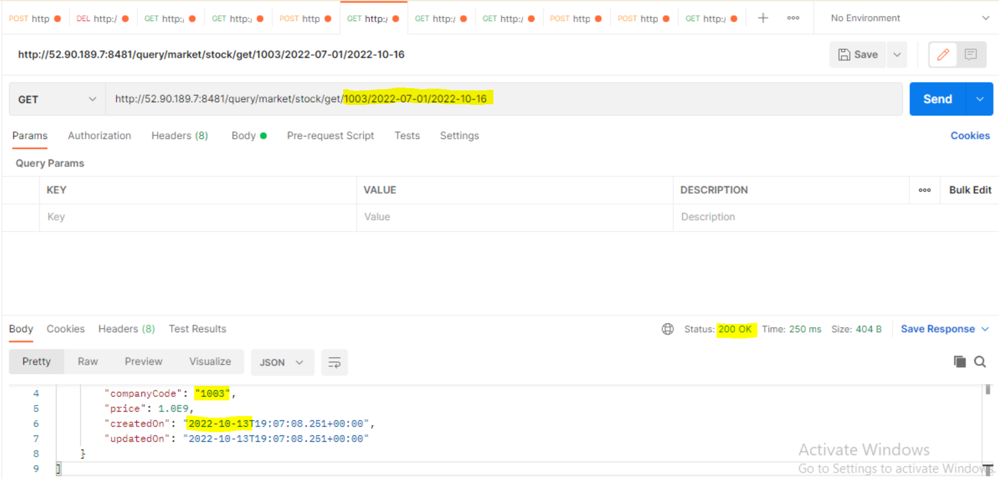 POST http DEL http:/ GET http:/ GET http:/ POST http GET http:/ GET http:/ GET http:/ POST http POST http GET http:/ No Environment
http://52.90.189.7:8481/query/market/stock/get/1003/2022-07-01/2022-10-16 Save
GET http://52.90.189.7:8481/query/market/stock/get/1003/2022-07-01/2022-10-16 Send
Params Authorization Headers (8) Body Pre-request Script Tests Settings Cookies
Query Params
KEY VALUE DESCRIPTION Bulk Edit
Key Value Description
Body Cookies Headers (8) Test Results Status: 200 OK Time: 250 ms Size: 404 B Save Response
Pretty Raw Preview Visualize JSON
4 "companyCode": "1003",
5 "price": 1.0E9,
6 "createdOn": "2022-10-13T19:07:08.251+00:00",
7 "updatedOn": "2022-10-13T19:07:08.251+00:00"
8 }
9 ]
Activate Windows
Go to Settings to activate Windows.